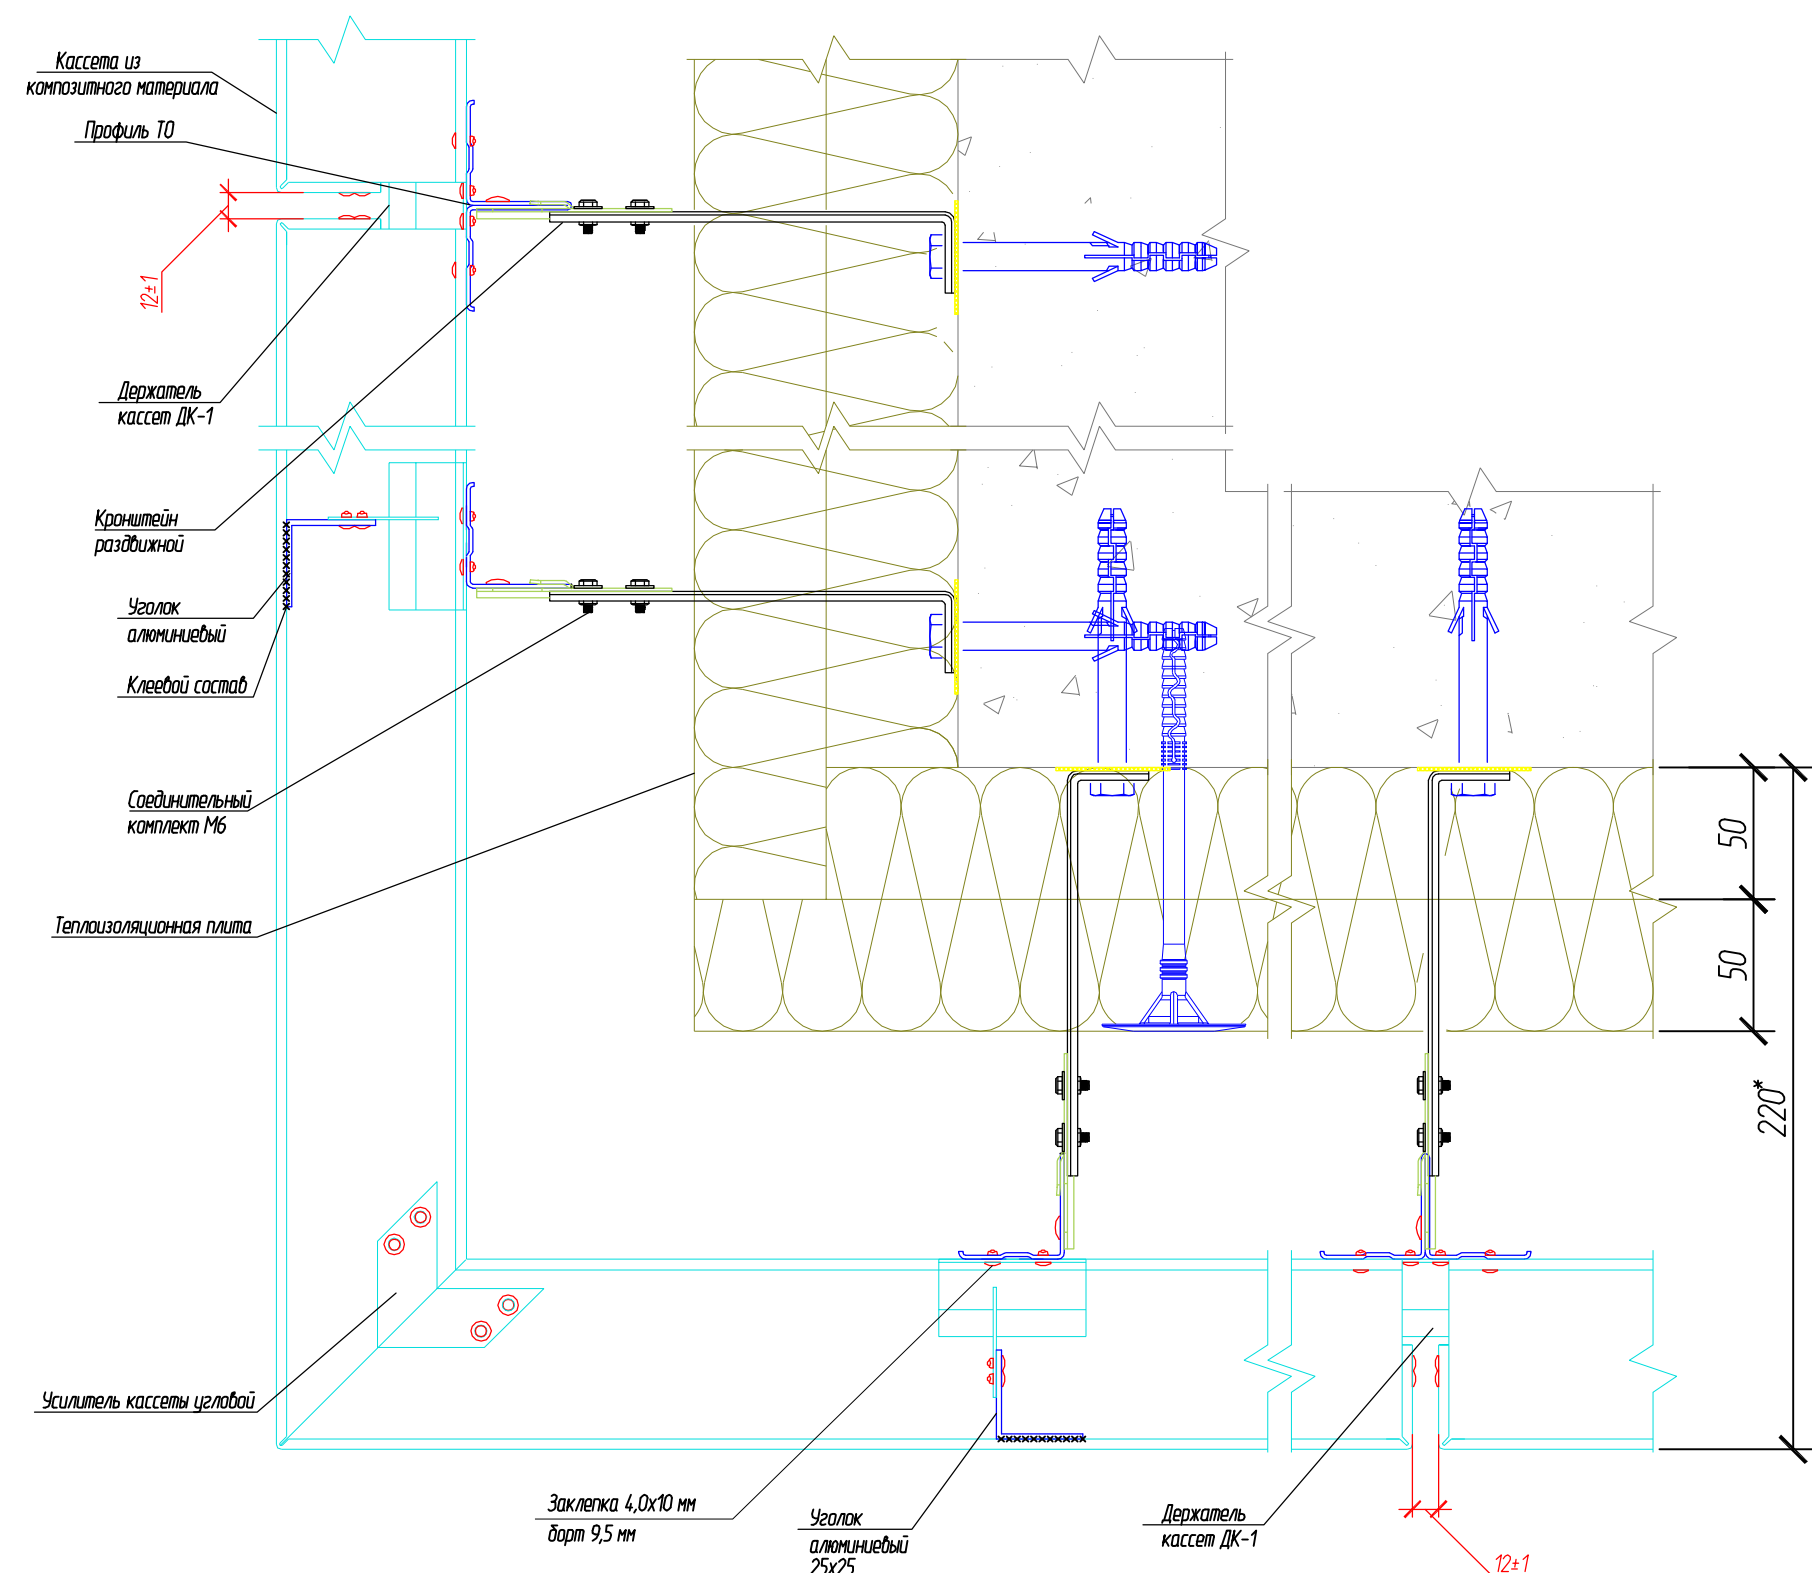 Кассета из
композитного материала
Профиль ТО
12±1
Держатель
кассет ДК-1
Кронштейн
раздвижной
Уголок
алюминиевый
Клеевой состав
Соединительный
комплект М6
Теплоизоляционная плита
50
50
220*
Усилитель кассеты угловой
Заклепка 4,0х10 мм
борт 9,5 мм
Уголок
алюминиевый
25х25
Держатель
кассет ДК-1
12±1